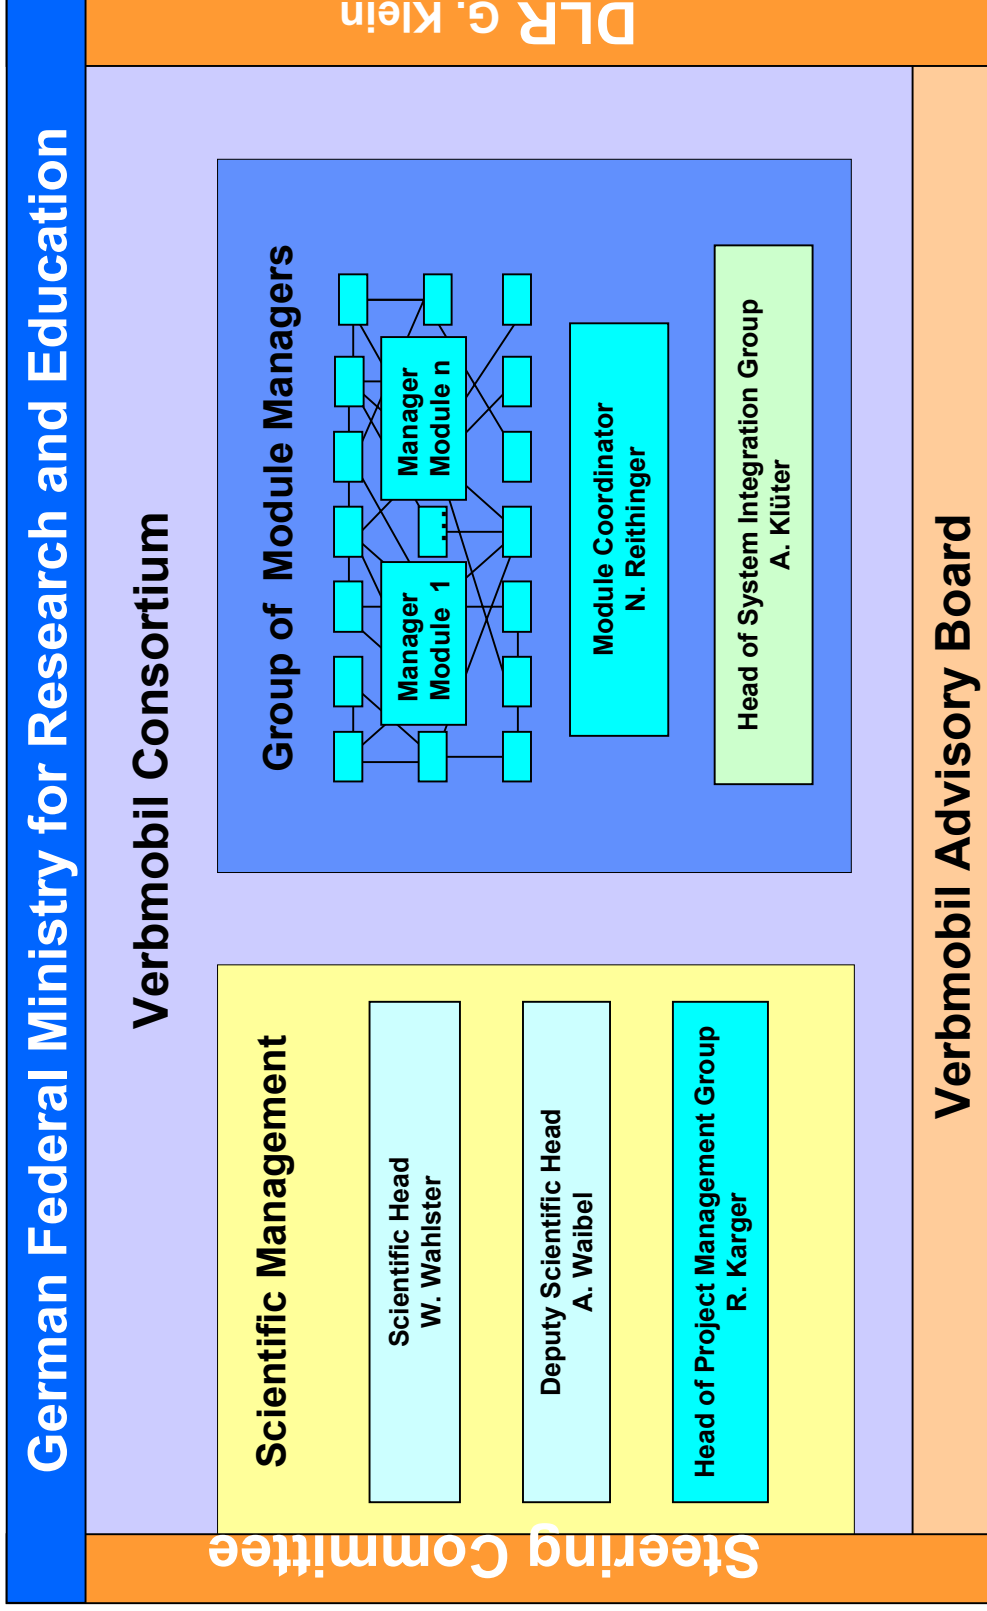 German Federal Ministry for Research and Education
Steering Committee
Verbmobil Consortium
Scientific Management
Scientific Head
W. Wahlster
Deputy Scientific Head
A. Waibel
Head of Project Management Group
R. Karger
Group of Module Managers
Manager
Module 1
...
Manager
Module n
Module Coordinator
N. Reithinger
Head of System Integration Group
A. Klüter
DLR G. Klein
Verbmobil Advisory Board